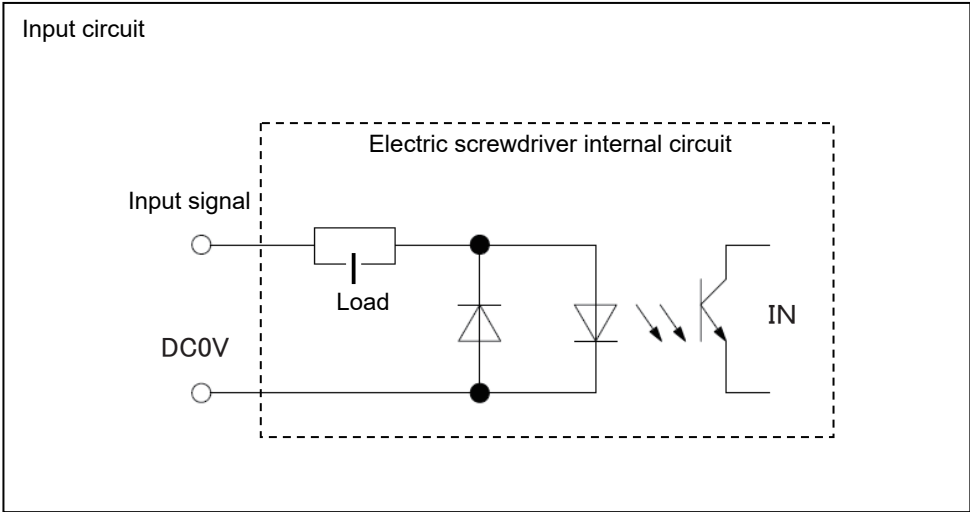 Input circuit
Electric screwdriver internal circuit
Input signal
Load
IN
DC0V